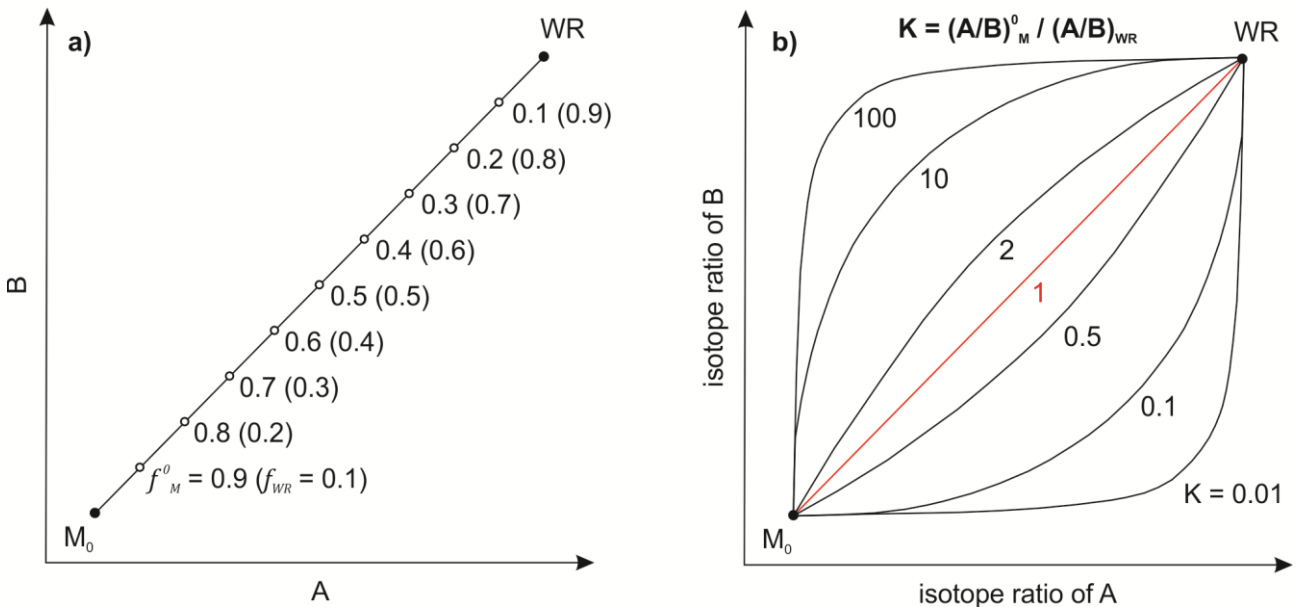 a)
WR
0.1 (0.9)
0.2 (0.8)
0.3 (0.7)
0.4 (0.6)
0.5 (0.5)
0.6 (0.4)
0.7 (0.3)
0.8 (0.2)
f⁰M = 0.9 (fWR = 0.1)
M₀
B
A
b)
K = (A/B)⁰M / (A/B)WR
WR
100
10
2
1
0.5
0.1
K = 0.01
M₀
isotope ratio of B
isotope ratio of A